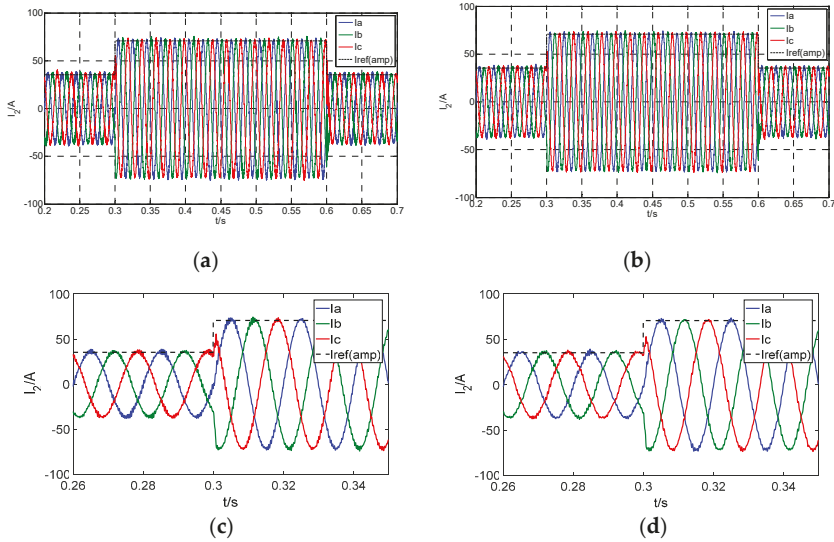 100
50
0
-50
-100
I2/A
0.2 0.25 0.3 0.35 0.4 0.45 0.5 0.55 0.6 0.65 0.7
t/s
Ia
Ib
Ic
Iref(amp)
(a)
100
50
0
-50
-100
I2/A
0.2 0.25 0.3 0.35 0.4 0.45 0.5 0.55 0.6 0.65 0.7
t/s
Ia
Ib
Ic
Iref(amp)
(b)
100
50
0
-50
-100
I2/A
0.26 0.28 0.3 0.32 0.34
t/s
Ia
Ib
Ic
Iref(amp)
(c)
100
50
0
-50
-100
I2/A
0.26 0.28 0.3 0.32 0.34
t/s
Ia
Ib
Ic
Iref(amp)
(d)